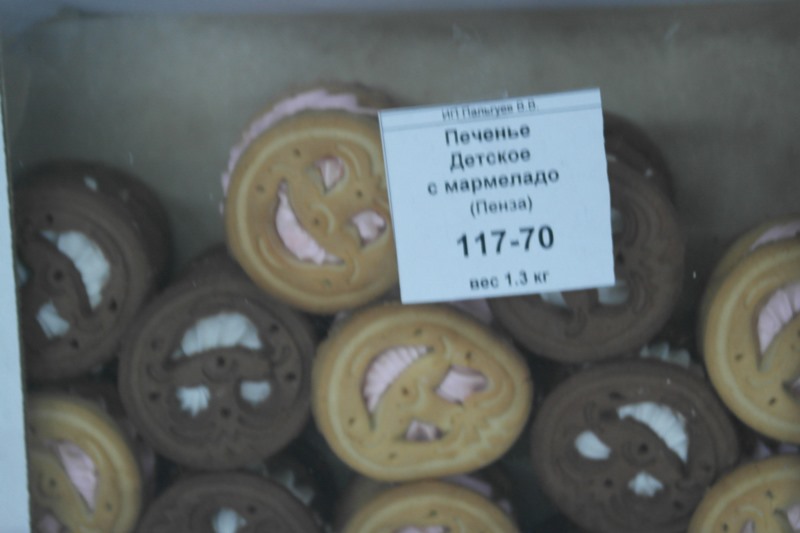 ИП Пальгуев В.В.
Печенье
Детское
с мармеладо
(Пенза)
117-70
вес 1.3 кг